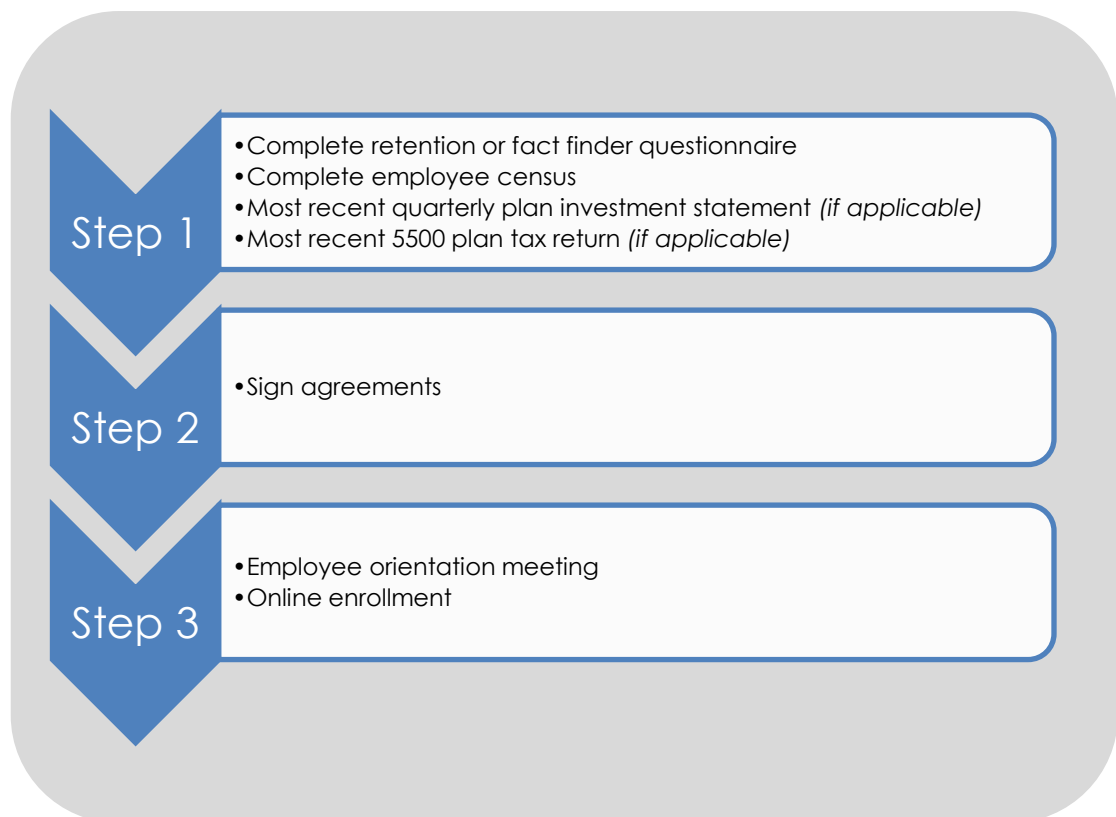 Step 1
•Complete retention or fact finder questionnaire
•Complete employee census
•Most recent quarterly plan investment statement (if applicable)
•Most recent 5500 plan tax return (if applicable)
Step 2
•Sign agreements
Step 3
•Employee orientation meeting
•Online enrollment